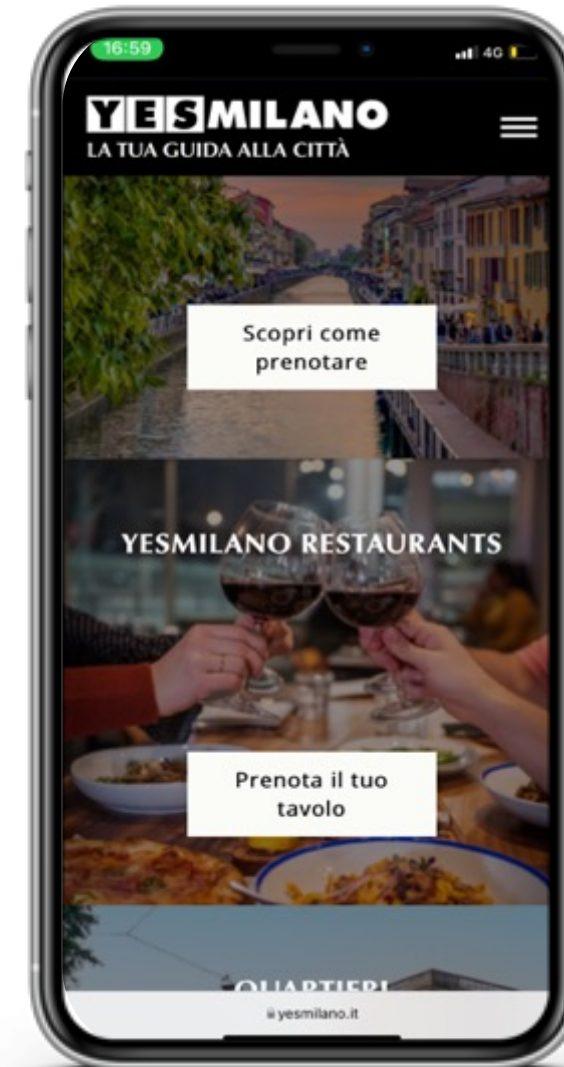 16:59
4G
YESMILANO
LA TUA GUIDA ALLA CITTÀ
Scopri come
prenotare
YESMILANO RESTAURANTS
Prenota il tuo
tavolo
QUARTIERI
yesmilano.it